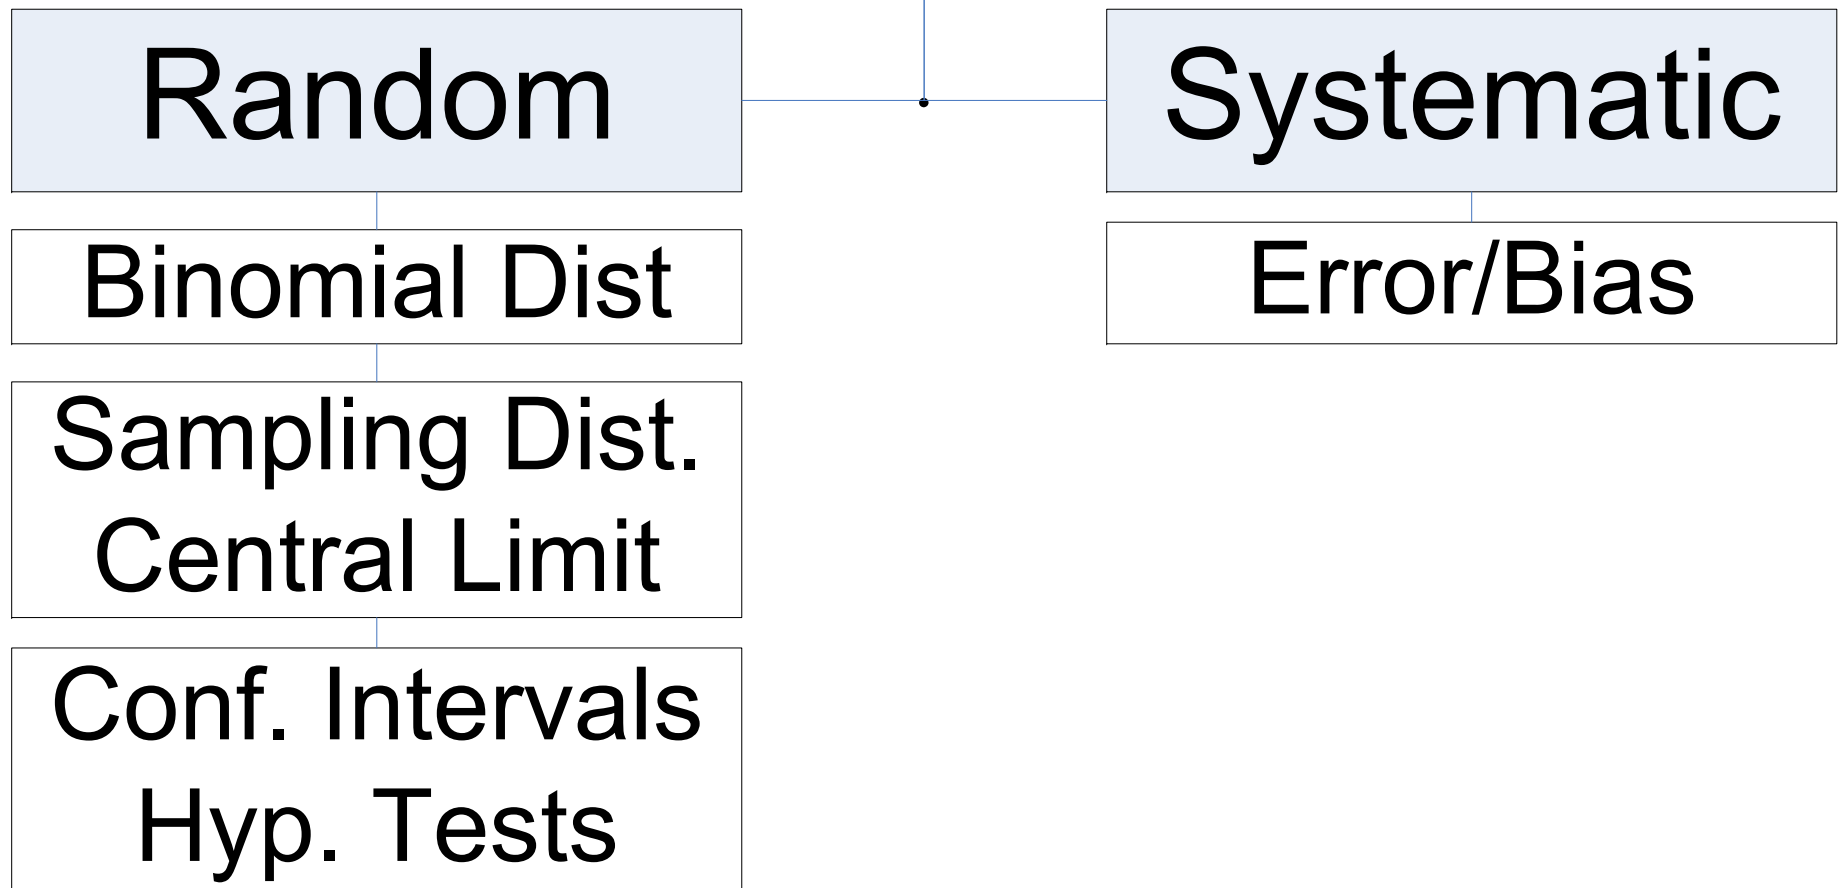 Random
Systematic
Binomial Dist
Error/Bias
Sampling Dist.
Central Limit
Conf. Intervals
Hyp. Tests